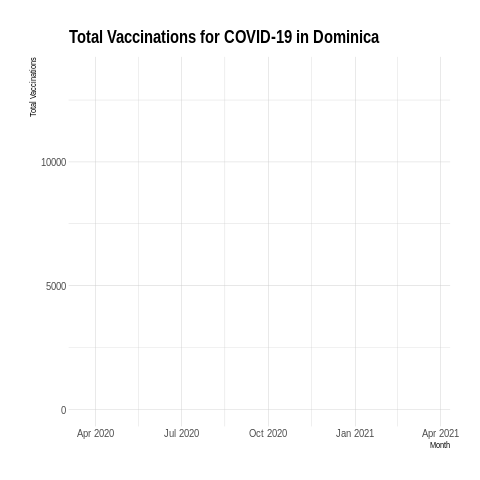 Total Vaccinations for COVID-19 in Dominica
Total Vaccinations
10000
5000
0
Apr 2020 Jul 2020 Oct 2020 Jan 2021 Apr 2021
Month